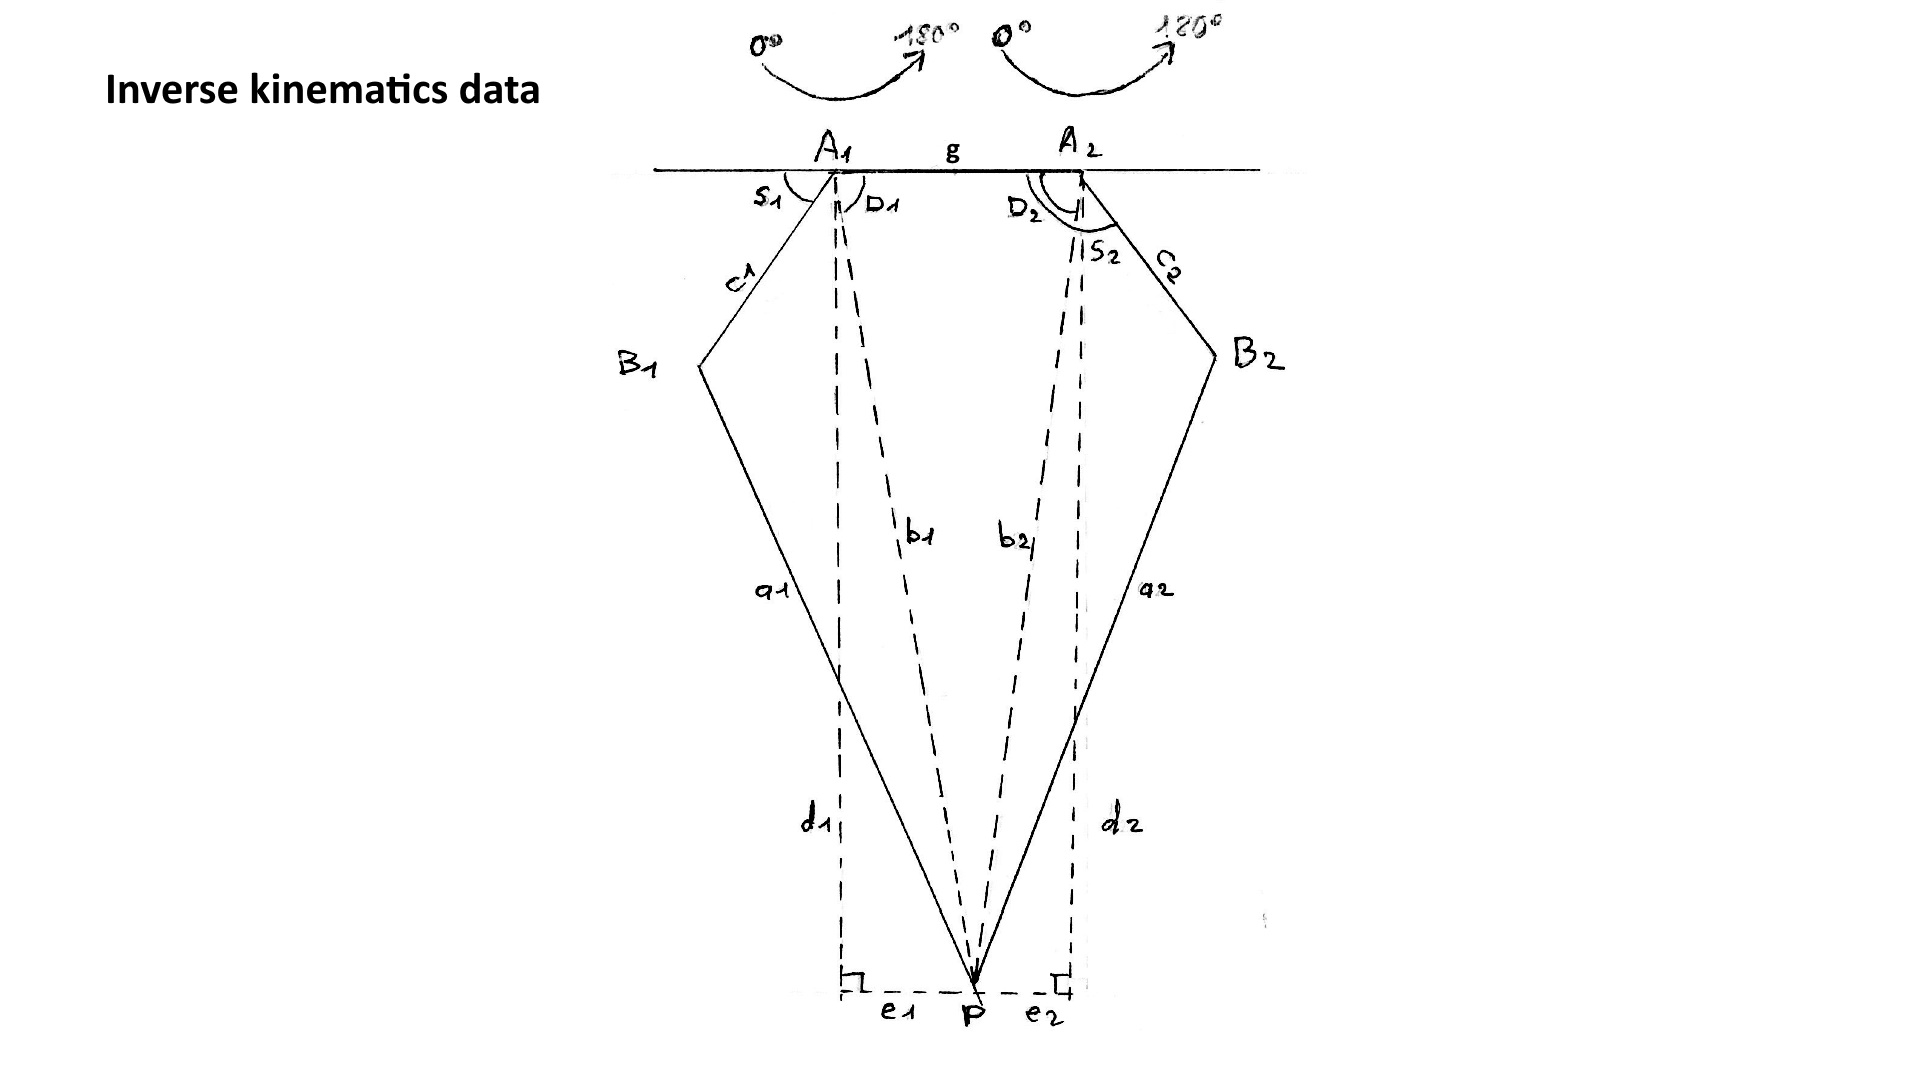 0° 180° 0° 180°
Inverse kinematics data
A1 g A2
S1 D1 D2
S2
c1 c2
B1 B2
b1 b2
a1 a2
d1 d2
e1 P e2